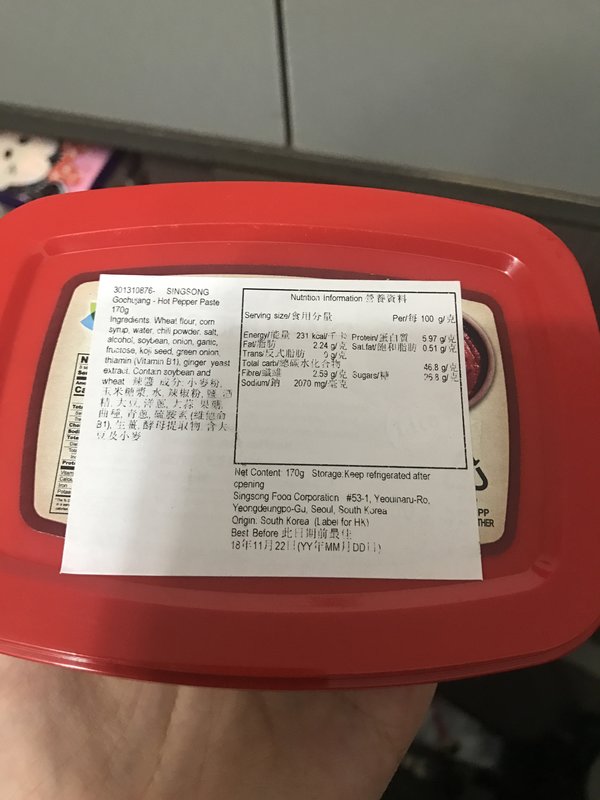 301310876- SINGSONG
Gochujang - Hot Pepper Paste
170g
Ingredients: Wheat flour, corn
syrup, water, chili powder, salt,
alcohol, soybean, onion, garlic,
fructose, koji seed, green onion,
thiamin (Vitamin B1), ginger, yeast
extract. Contain soybean and
wheat 辣醬 成分:小麥粉,
玉米糖漿, 水, 辣椒粉, 鹽, 酒
精, 大豆, 洋蔥, 大蒜, 果糖,
曲種, 青蔥, 硫胺素(維他命
B1), 生薑, 酵母提取物 含大
豆及小麥
Nutrition Information 營養資料
Serving size/食用分量 Per/每 100 g/克
Energy/能量 231 kcal/千卡 Protein/蛋白質 5.97 g/克
Fat/脂肪 2.24 g/克 Sat.fat/飽和脂肪 0.51 g/克
Trans/反式脂肪 0 g/克
Total carb/總碳水化合物 46.8 g/克
Fibre/纖維 2.59 g/克 Sugars/糖 g/克
Sodium/鈉 2070 mg/毫克
Net Content: 170g Storage:Keep refrigerated after
opening
Singsong Food Corporation #53-1, Yeouinaru-Ro,
Yeongdeungpo-Gu, Seoul, South Korea
Origin: South Korea (Label for HK)
Best Before 此日期前最佳
18年11月22日(YY年MM月DD日)
PP
THER